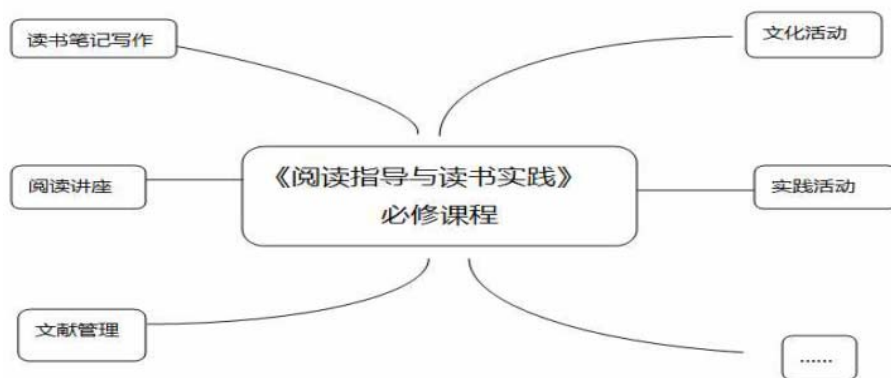 读书笔记写作
文化活动
《阅读指导与读书实践》
必修课程
阅读讲座
实践活动
文献管理
......